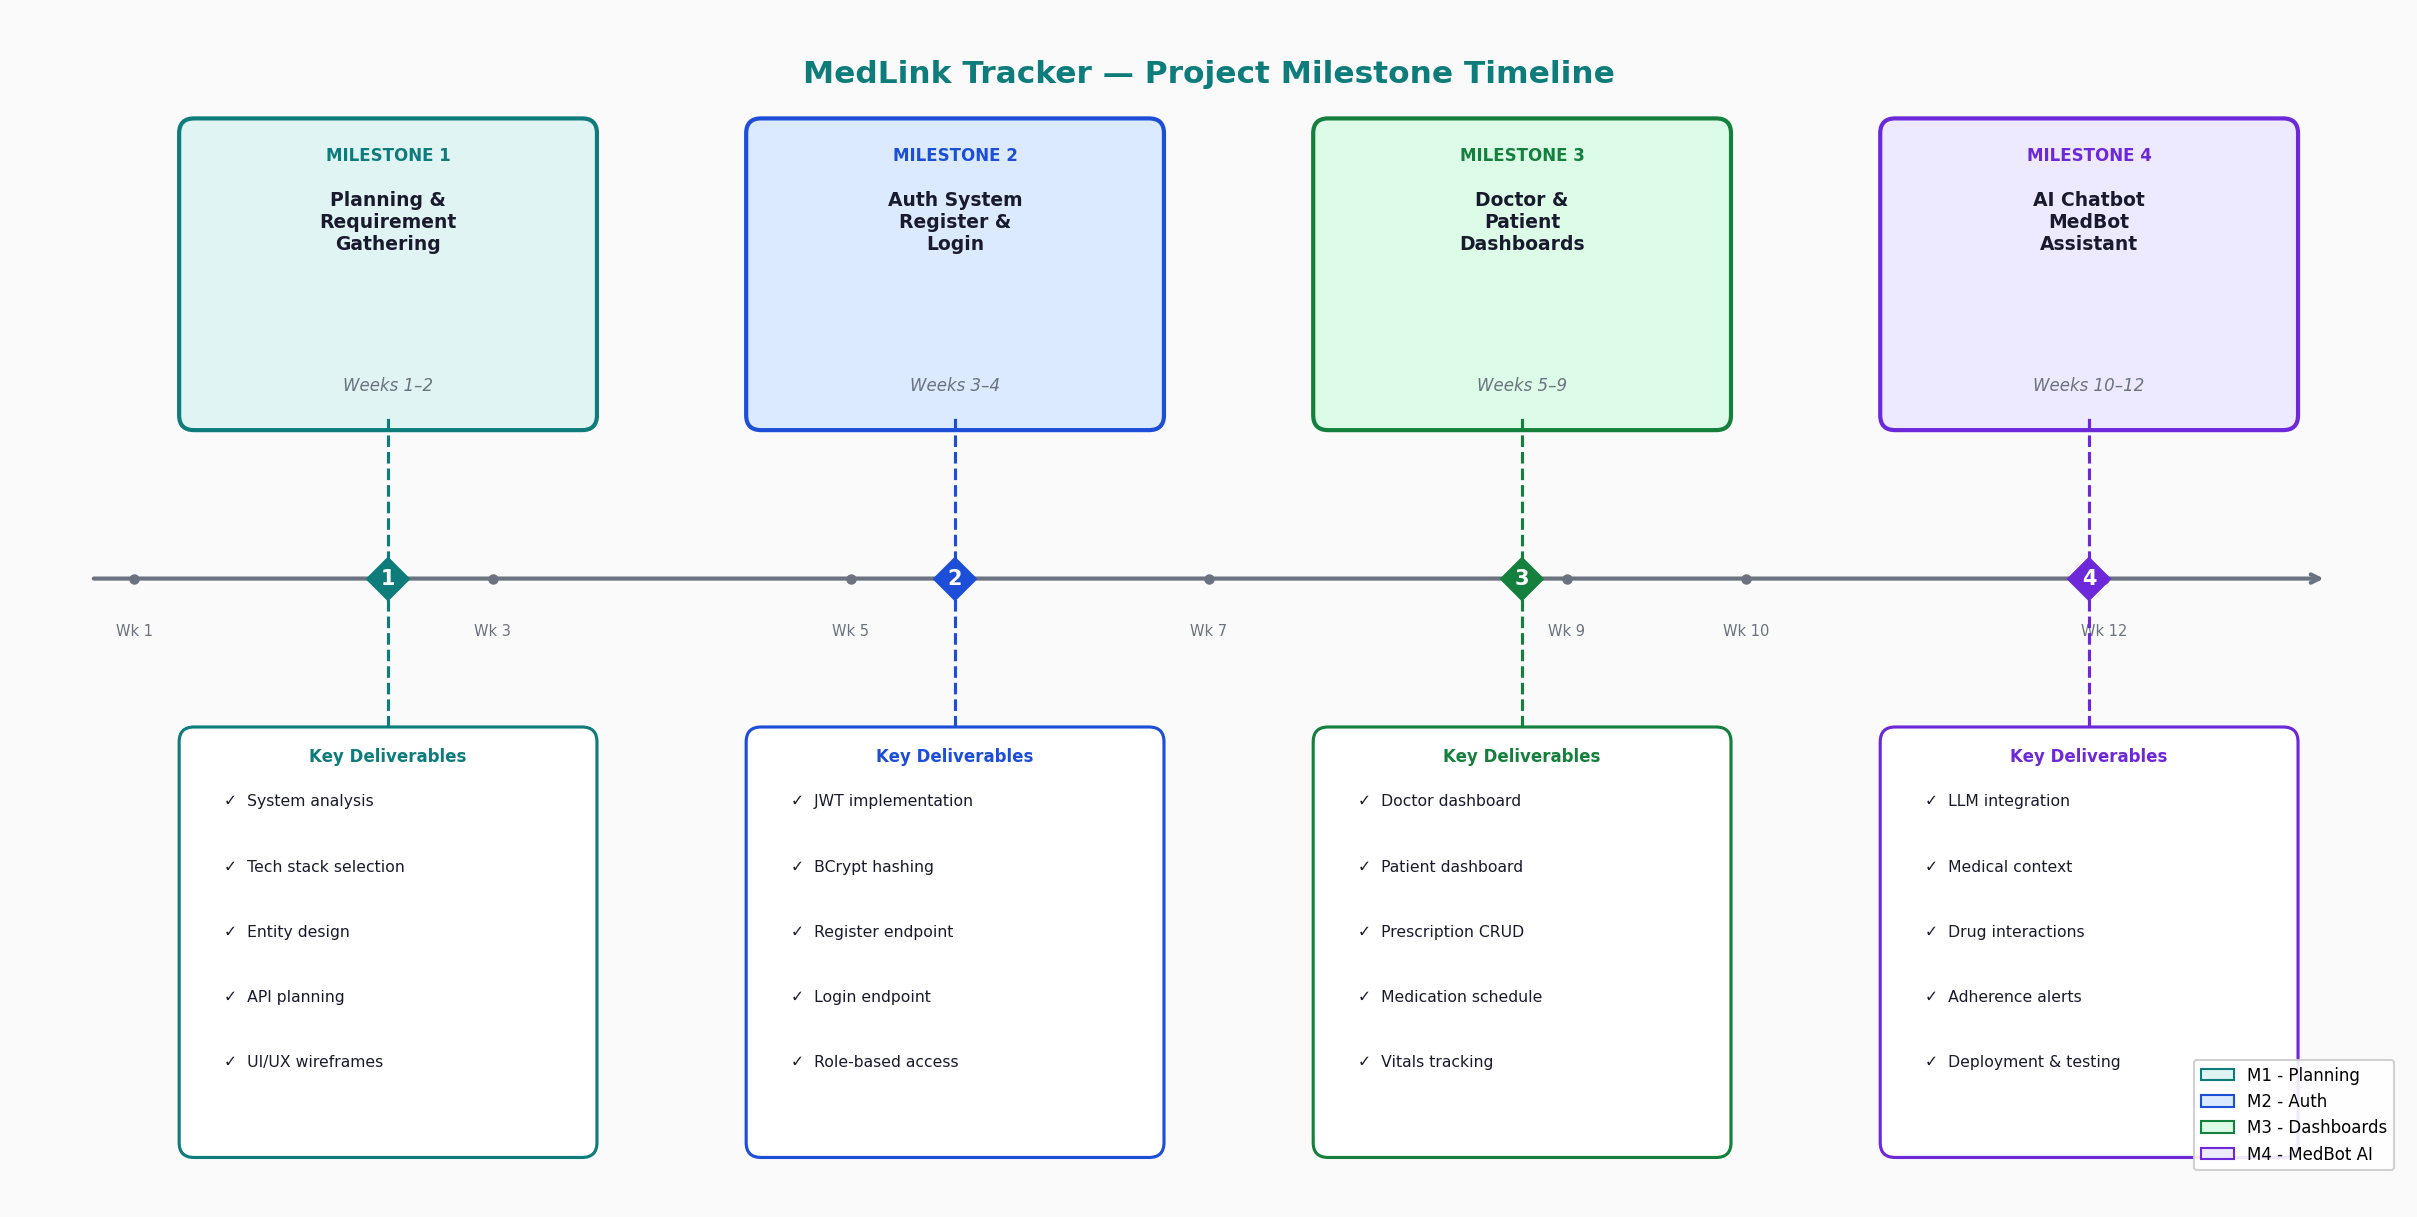 MedLink Tracker — Project Milestone Timeline
MILESTONE 1
Planning &
Requirement
Gathering
Weeks 1–2
MILESTONE 2
Auth System
Register &
Login
Weeks 3–4
MILESTONE 3
Doctor &
Patient
Dashboards
Weeks 5–9
MILESTONE 4
AI Chatbot
MedBot
Assistant
Weeks 10–12
1
2
3
4
Wk 1
Wk 3
Wk 5
Wk 7
Wk 9
Wk 10
Wk 12
Key Deliverables
✓ System analysis
✓ Tech stack selection
✓ Entity design
✓ API planning
✓ UI/UX wireframes
Key Deliverables
✓ JWT implementation
✓ BCrypt hashing
✓ Register endpoint
✓ Login endpoint
✓ Role-based access
Key Deliverables
✓ Doctor dashboard
✓ Patient dashboard
✓ Prescription CRUD
✓ Medication schedule
✓ Vitals tracking
Key Deliverables
✓ LLM integration
✓ Medical context
✓ Drug interactions
✓ Adherence alerts
✓ Deployment & testing
M1 - Planning
M2 - Auth
M3 - Dashboards
M4 - MedBot AI